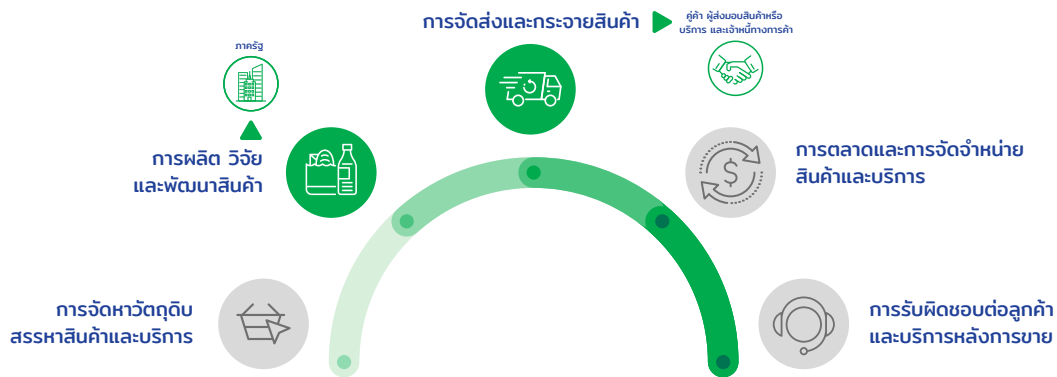 การจัดส่งและกระจายสินค้า
คู่ค้า ผู้ส่งมอบสินค้าหรือ
บริการ และเจ้าหนี้ทางการค้า
ภาครัฐ
การผลิต วิจัย
และพัฒนาสินค้า
การตลาดและการจัดจำหน่าย
สินค้าและบริการ
การจัดหาวัตถุดิบ
สรรหาสินค้าและบริการ
การรับผิดชอบต่อลูกค้า
และบริการหลังการขาย